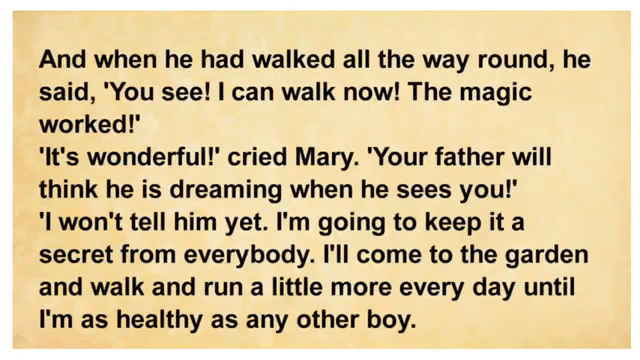 And when he had walked all the way round, he
said, 'You see! I can walk now! The magic
worked!'
'It's wonderful!' cried Mary. 'Your father will
think he is dreaming when he sees you!'
'I won't tell him yet. I'm going to keep it a
secret from everybody. I'll come to the garden
and walk and run a little more every day until
I'm as healthy as any other boy.